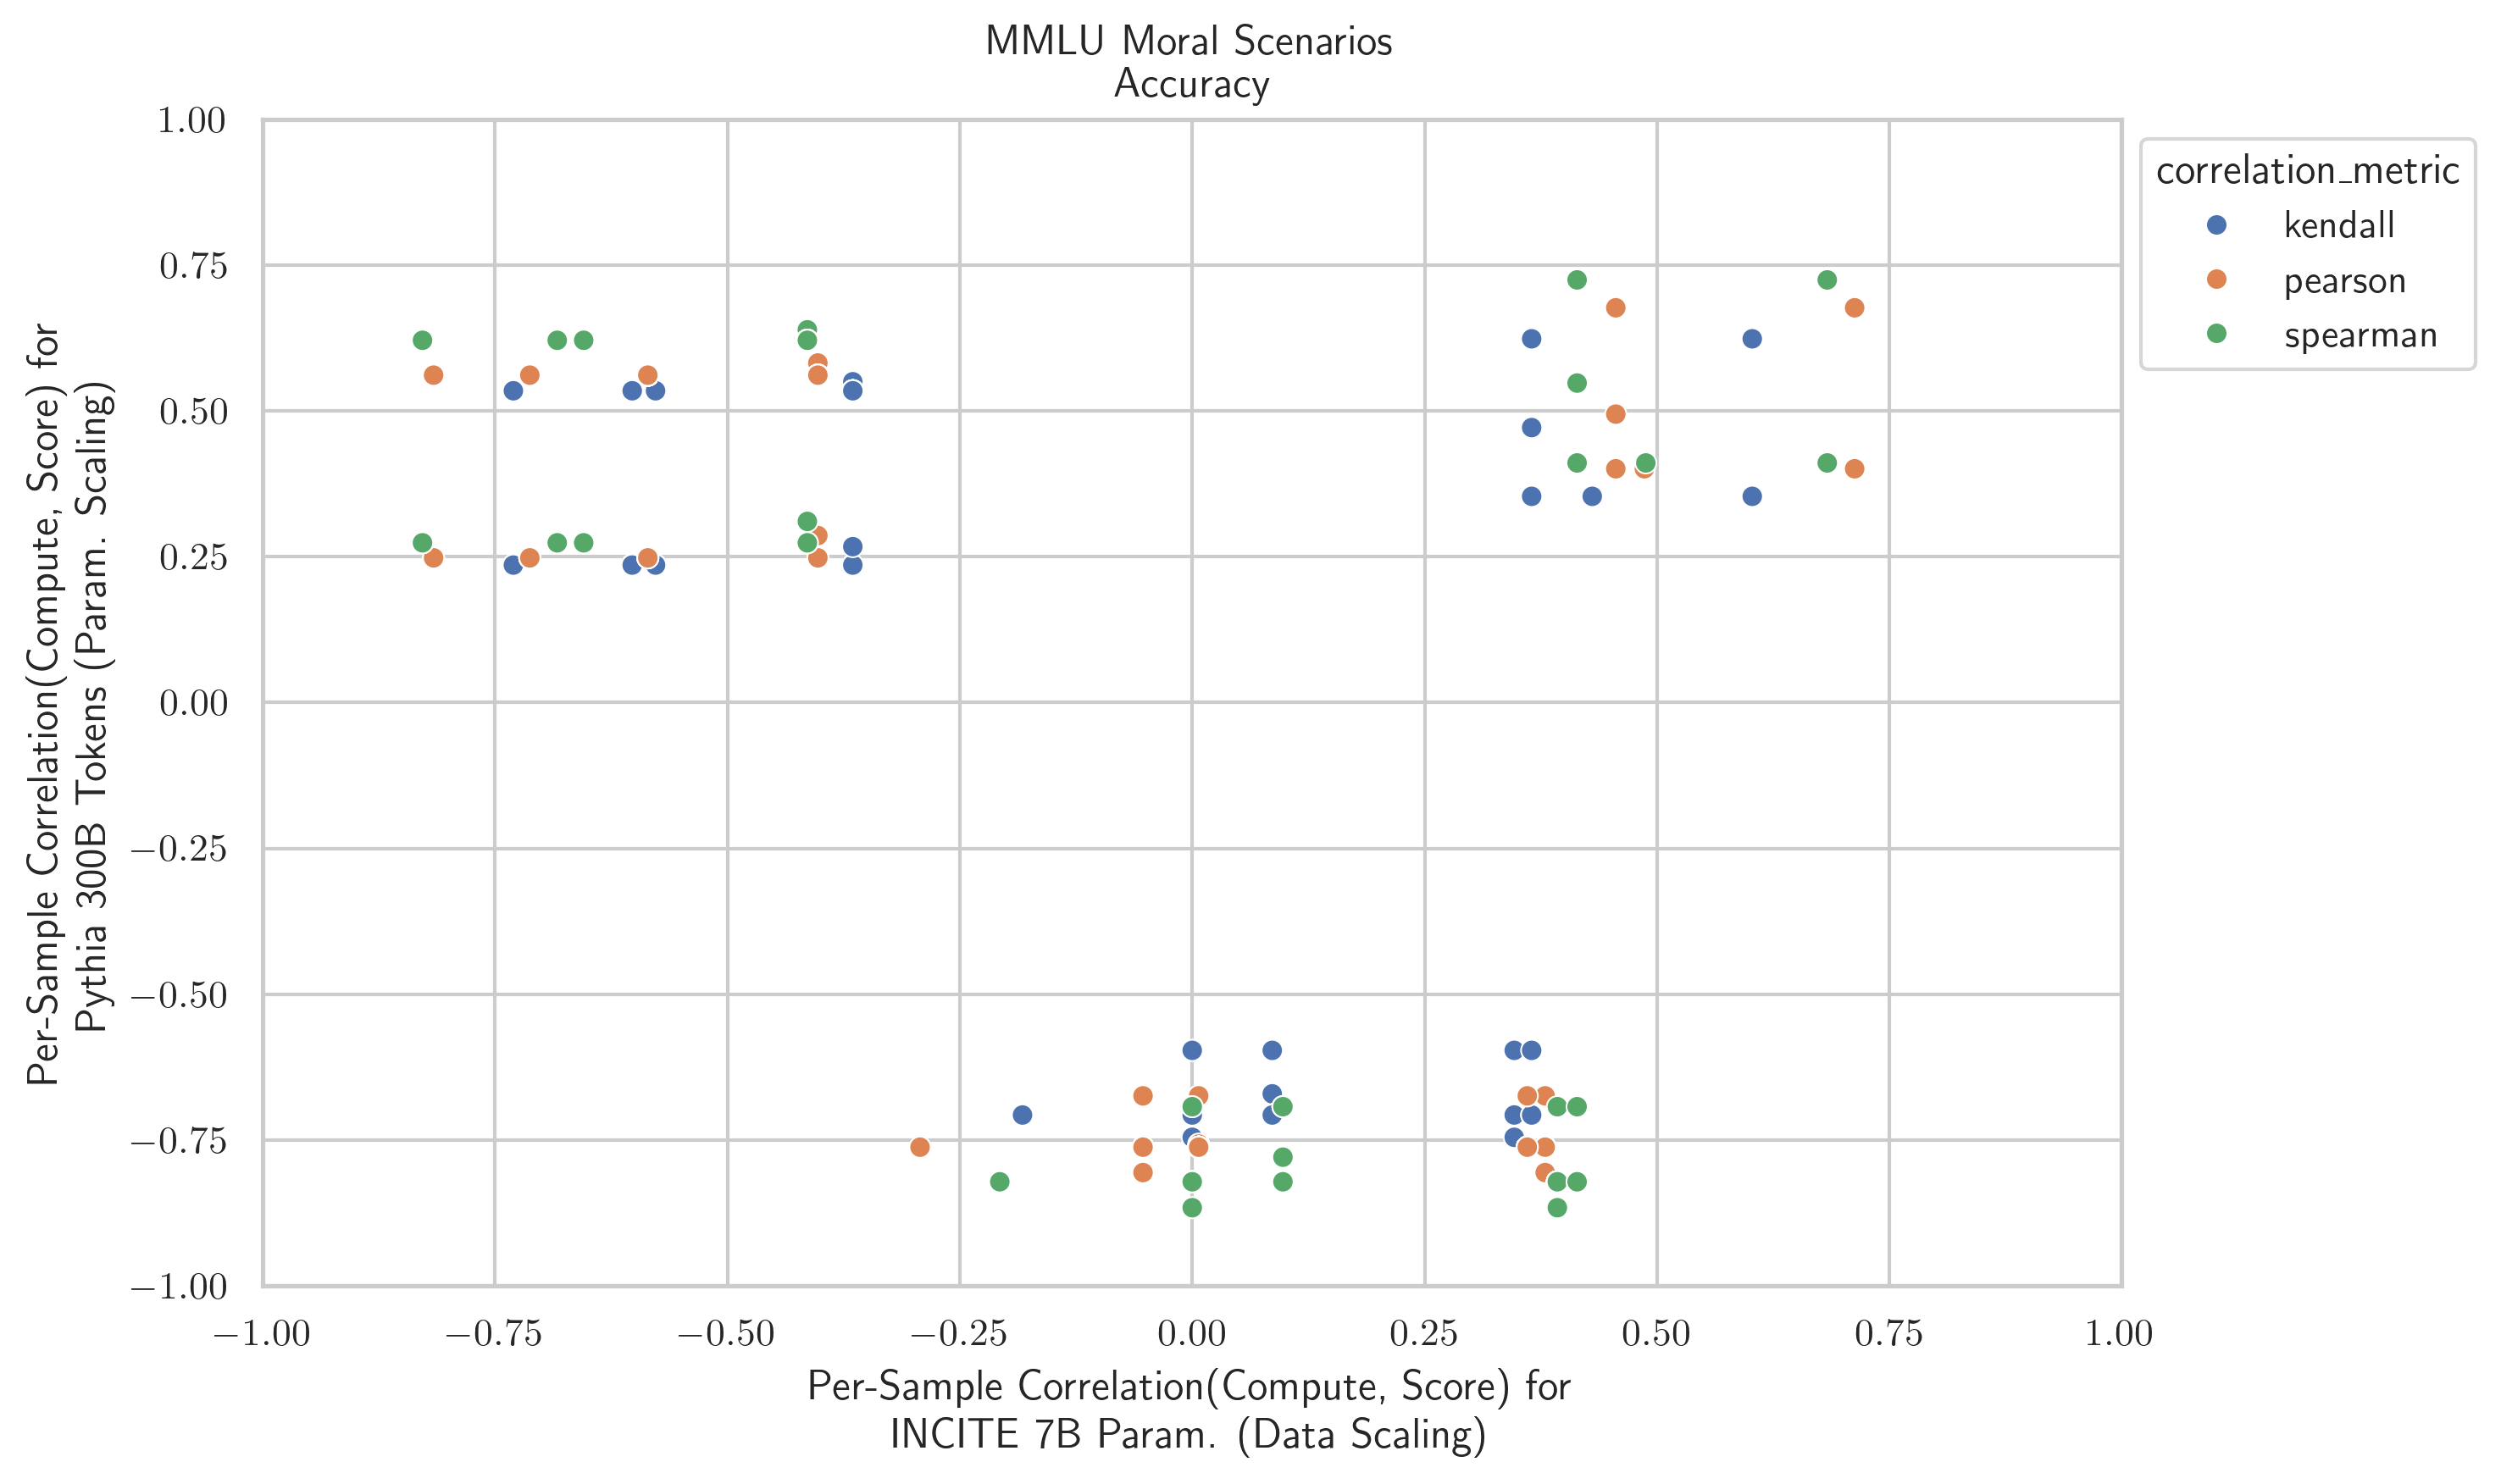 MMLU Moral Scenarios
Accuracy
1.00
0.75
0.50
0.25
0.00
−0.25
−0.50
−0.75
−1.00
Per-Sample Correlation(Compute, Score) for
Pythia 300B Tokens (Param. Scaling)
correlation_metric
kendall
pearson
spearman
−1.00
−0.75
−0.50
−0.25
0.00
0.25
0.50
0.75
1.00
Per-Sample Correlation(Compute, Score) for
INCITE 7B Param. (Data Scaling)